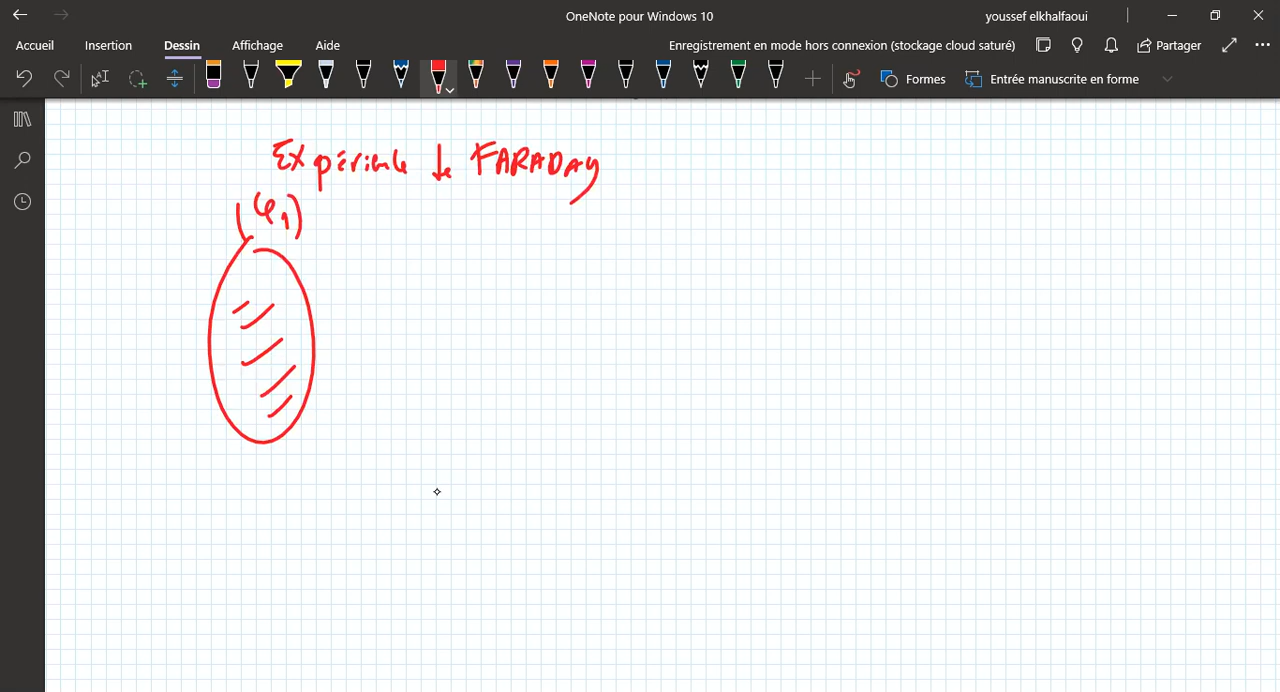 OneNote pour Windows 10
youssef elkhalfaoui
Accueil Insertion Dessin Affichage Aide
Enregistrement en mode hors connexion (stockage cloud saturé)
Partager
Formes
Entrée manuscrite en forme
Expérience de FARADAY
(φ1)